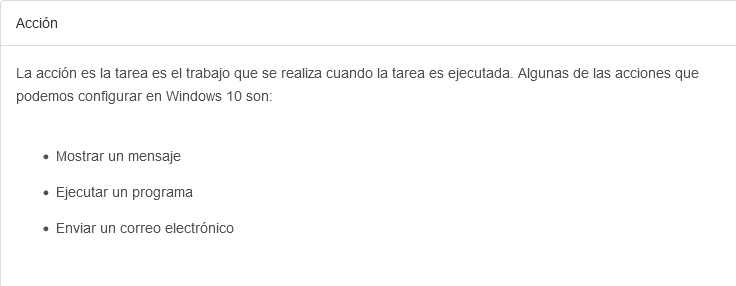 Acción
La acción es la tarea es el trabajo que se realiza cuando la tarea es ejecutada. Algunas de las acciones que
podemos configurar en Windows 10 son:
• Mostrar un mensaje
• Ejecutar un programa
• Enviar un correo electrónico